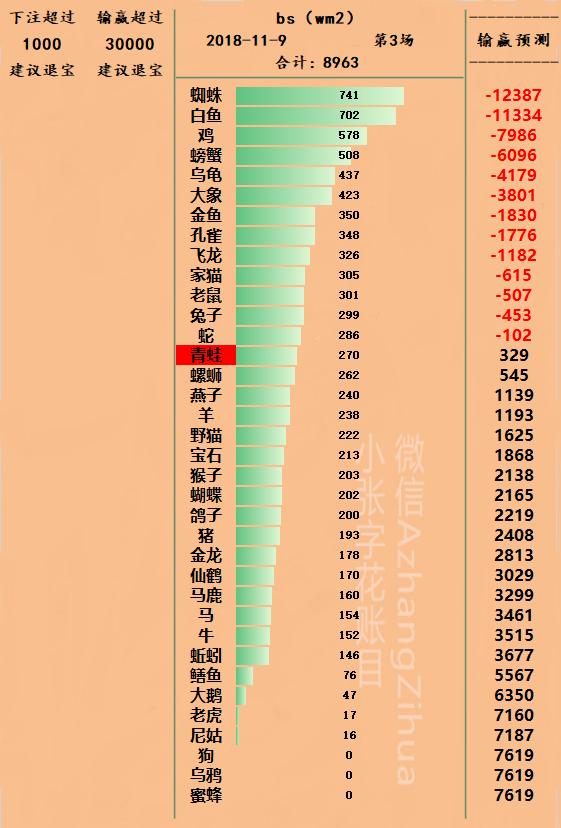 下注超过
1000
建议退宝
输赢超过
30000
建议退宝
bs（wm2）
2018-11-9 第3场
合计：8963
----------
输赢预测
----------
蜘蛛 741 -12387
白鱼 702 -11334
鸡 578 -7986
螃蟹 508 -6096
乌龟 437 -4179
大象 423 -3801
金鱼 350 -1830
孔雀 348 -1776
飞龙 326 -1182
家猫 305 -615
老鼠 301 -507
兔子 299 -453
蛇 286 -102
青蛙 270 329
螺蛳 262 545
燕子 240 1139
羊 238 1193
野猫 222 1625
宝石 213 1868
猴子 203 2138
蝴蝶 202 2165
鸽子 200 2219
猪 193 2408
金龙 178 2813
仙鹤 170 3029
马鹿 160 3299
马 154 3461
牛 152 3515
蚯蚓 146 3677
鳝鱼 76 5567
大鹅 47 6350
老虎 17 7160
尼姑 16 7187
狗 0 7619
乌鸦 0 7619
蜜蜂 0 7619
微信AzhangZihua
小张字花账目